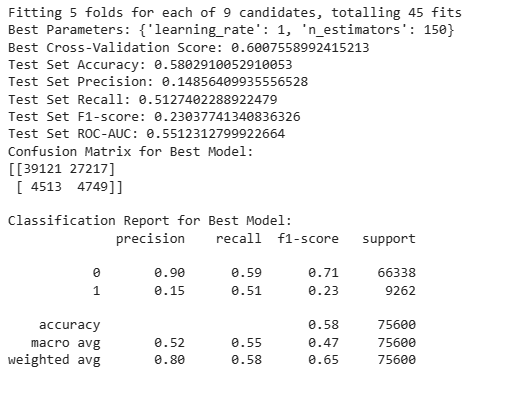 Fitting 5 folds for each of 9 candidates, totalling 45 fits
Best Parameters: {'learning_rate': 1, 'n_estimators': 150}
Best Cross-Validation Score: 0.6007558992415213
Test Set Accuracy: 0.5802910052910053
Test Set Precision: 0.14856409935556528
Test Set Recall: 0.5127402288922479
Test Set F1-score: 0.23037741340836326
Test Set ROC-AUC: 0.5512312799922664
Confusion Matrix for Best Model:
[[39121 27217]
 [ 4513  4749]]
Classification Report for Best Model:
              precision    recall  f1-score   support
           0       0.90      0.59      0.71     66338
           1       0.15      0.51      0.23      9262
    accuracy                           0.58     75600
   macro avg       0.52      0.55      0.47     75600
weighted avg       0.80      0.58      0.65     75600